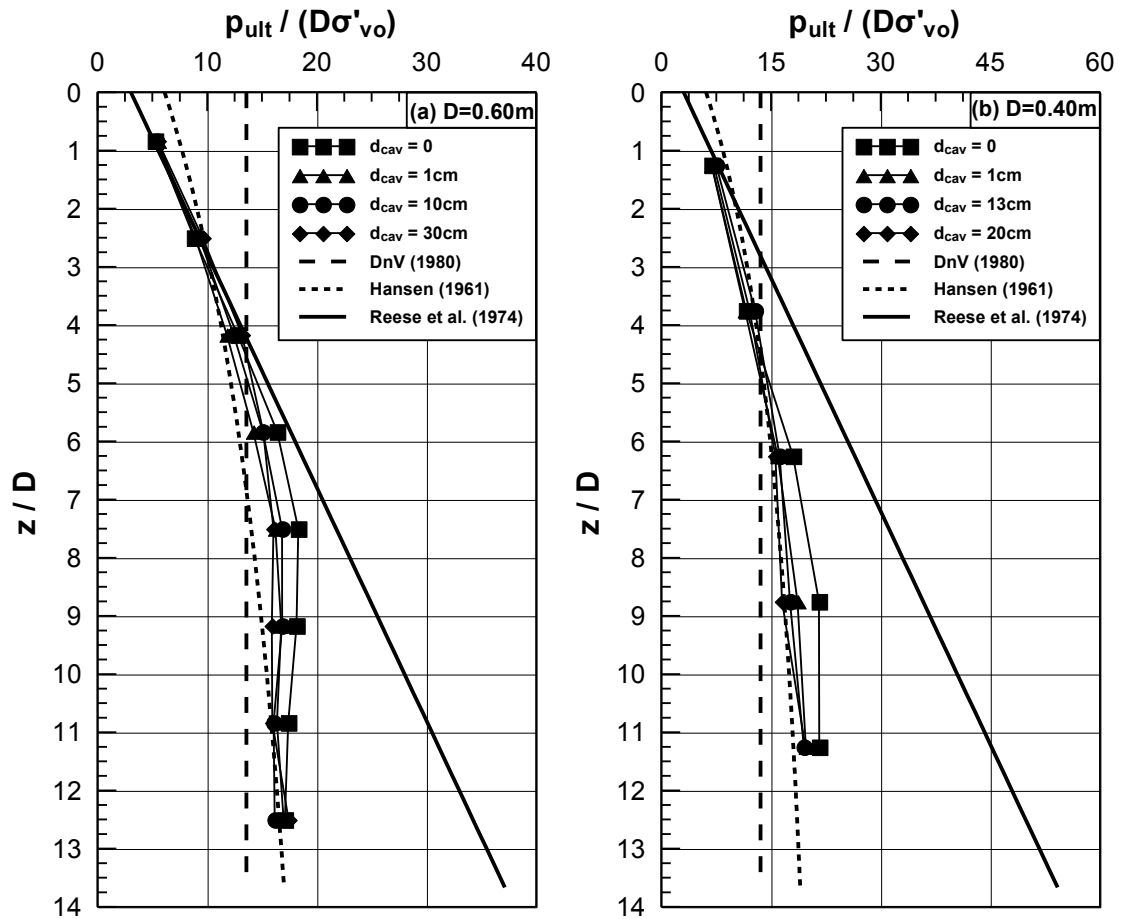 p_ult / (Dσ'_vo)
0 10 20 30 40
(a) D=0.60m
d_cav = 0
d_cav = 1cm
d_cav = 10cm
d_cav = 30cm
DnV (1980)
Hansen (1961)
Reese et al. (1974)
z / D
0
1
2
3
4
5
6
7
8
9
10
11
12
13
14
p_ult / (Dσ'_vo)
0 15 30 45 60
(b) D=0.40m
d_cav = 0
d_cav = 1cm
d_cav = 13cm
d_cav = 20cm
DnV (1980)
Hansen (1961)
Reese et al. (1974)
z / D
0
1
2
3
4
5
6
7
8
9
10
11
12
13
14